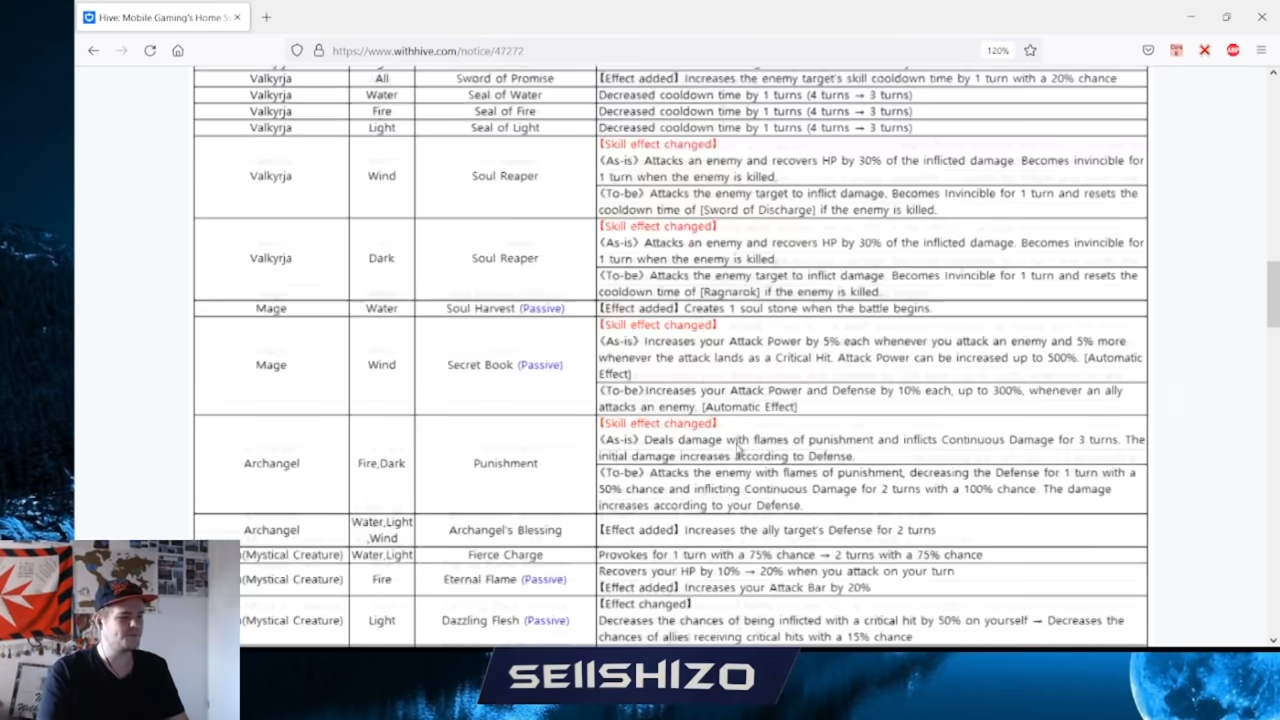 Hive: Mobile Gaming's Home S
https://www.withhive.com/notice/47272
120%
Valkyrja All Sword of Promise 【Effect added】 Increases the enemy target's skill cooldown time by 1 turn with a 20% chance
Valkyrja Water Seal of Water Decreased cooldown time by 1 turns (4 turns → 3 turns)
Valkyrja Fire Seal of Fire Decreased cooldown time by 1 turns (4 turns → 3 turns)
Valkyrja Light Seal of Light Decreased cooldown time by 1 turns (4 turns → 3 turns)
Valkyrja Wind Soul Reaper
【Skill effect changed】
(As-is) Attacks an enemy and recovers HP by 30% of the inflicted damage. Becomes invincible for
1 turn when the enemy is killed.
(To-be) Attacks the enemy target to inflict damage. Becomes Invincible for 1 turn and resets the
cooldown time of [Sword of Discharge] if the enemy is killed.
Valkyrja Dark Soul Reaper
【Skill effect changed】
(As-is) Attacks an enemy and recovers HP by 30% of the inflicted damage. Becomes invincible for
1 turn when the enemy is killed.
(To-be) Attacks the enemy target to inflict damage. Becomes Invincible for 1 turn and resets the
cooldown time of [Ragnarok] if the enemy is killed.
Mage Water Soul Harvest (Passive) 【Effect added】 Creates 1 soul stone when the battle begins.
Mage Wind Secret Book (Passive)
【Skill effect changed】
(As-is) Increases your Attack Power by 5% each whenever you attack an enemy and 5% more
whenever the attack lands as a Critical Hit. Attack Power can be increased up to 500%. [Automatic
Effect]
(To-be)Increases your Attack Power and Defense by 10% each, up to 300%, whenever an ally
attacks an enemy. [Automatic Effect]
Archangel Fire,Dark Punishment
【Skill effect changed】
(As-is) Deals damage with flames of punishment and inflicts Continuous Damage for 3 turns. The
initial damage increases according to Defense.
(To-be) Attacks the enemy with flames of punishment, decreasing the Defense for 1 turn with a
50% chance and inflicting Continuous Damage for 2 turns with a 100% chance. The damage
increases according to your Defense.
Archangel Water,Light
,Wind
Archangel's Blessing 【Effect added】 Increases the ally target's Defense for 2 turns
(Mystical Creature) Water,Light Fierce Charge Provokes for 1 turn with a 75% chance → 2 turns with a 75% chance
(Mystical Creature) Fire Eternal Flame (Passive)
Recovers your HP by 10% → 20% when you attack on your turn
【Effect added】 Increases your Attack Bar by 20%
(Mystical Creature) Light Dazzling Flesh (Passive)
【Effect changed】
Decreases the chances of being inflicted with a critical hit by 50% on yourself → Decreases the
chances of allies receiving critical hits with a 15% chance
SEIISHIZO